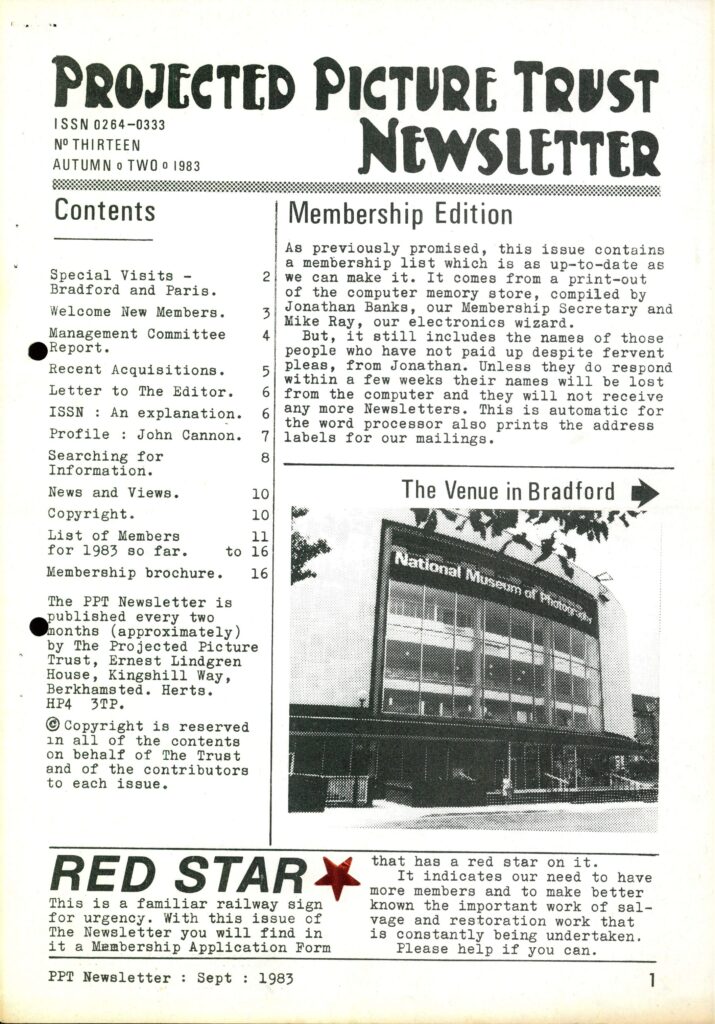 PROJECTED PICTURE TRUST
NEWSLETTER
ISSN 0264-0333
Nº THIRTEEN
AUTUMN o TWO o 1983
Contents
Special Visits - 2
Bradford and Paris.
Welcome New Members. 3
Management Committee 4
Report.
Recent Acquisitions. 5
Letter to The Editor. 6
ISSN : An explanation. 6
Profile : John Cannon. 7
Searching for 8
Information.
News and Views. 10
Copyright. 10
List of Members 11
for 1983 so far. to 16
Membership brochure. 16
The PPT Newsletter is
published every two
months (approximately)
by The Projected Picture
Trust, Ernest Lindgren
House, Kingshill Way,
Berkhamsted. Herts.
HP4 3TP.
© Copyright is reserved
in all of the contents
on behalf of The Trust
and of the contributors
to each issue.
Membership Edition
As previously promised, this issue contains
a membership list which is as up-to-date as
we can make it. It comes from a print-out
of the computer memory store, compiled by
Jonathan Banks, our Membership Secretary and
Mike Ray, our electronics wizard.
But, it still includes the names of those
people who have not paid up despite fervent
pleas, from Jonathan. Unless they do respond
within a few weeks their names will be lost
from the computer and they will not receive
any more Newsletters. This is automatic for
the word processor also prints the address
labels for our mailings.
The Venue in Bradford
National Museum of Photography
RED STAR
This is a familiar railway sign
for urgency. With this issue of
The Newsletter you will find in
it a Membership Application Form
that has a red star on it.
It indicates our need to have
more members and to make better
known the important work of sal-
vage and restoration work that
is constantly being undertaken.
Please help if you can.
PPT Newsletter : Sept : 1983
1